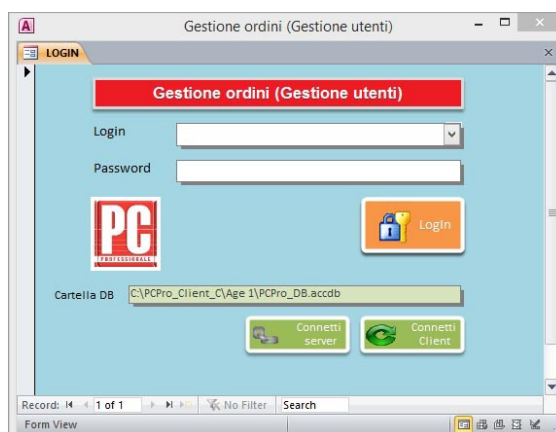 Gestione ordini (Gestione utenti)
LOGIN
Gestione ordini (Gestione utenti)
Login
Password
PC
PROFESSIONALE
LogIn
Cartella DB C:\PCPro_Client_C\Age 1\PCPro_DB.accdb
Connetti server
Connetti Client
Record: 1 of 1 No Filter Search
Form View